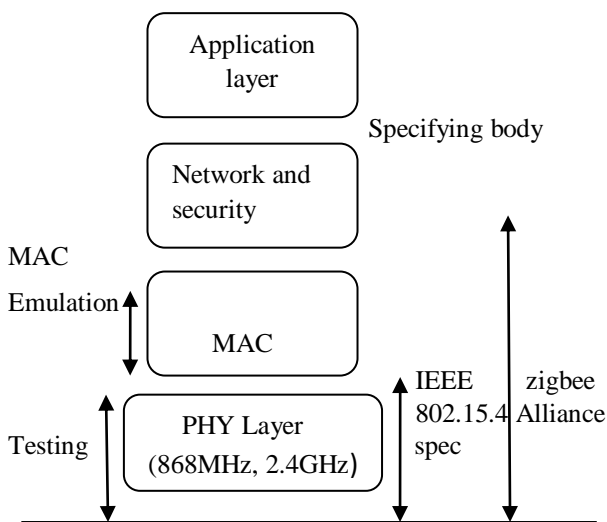 Application
layer
Specifying body
Network and
security
MAC
Emulation
MAC
IEEE zigbee
802.15.4 Alliance
spec
Testing
PHY Layer
(868MHz, 2.4GHz)